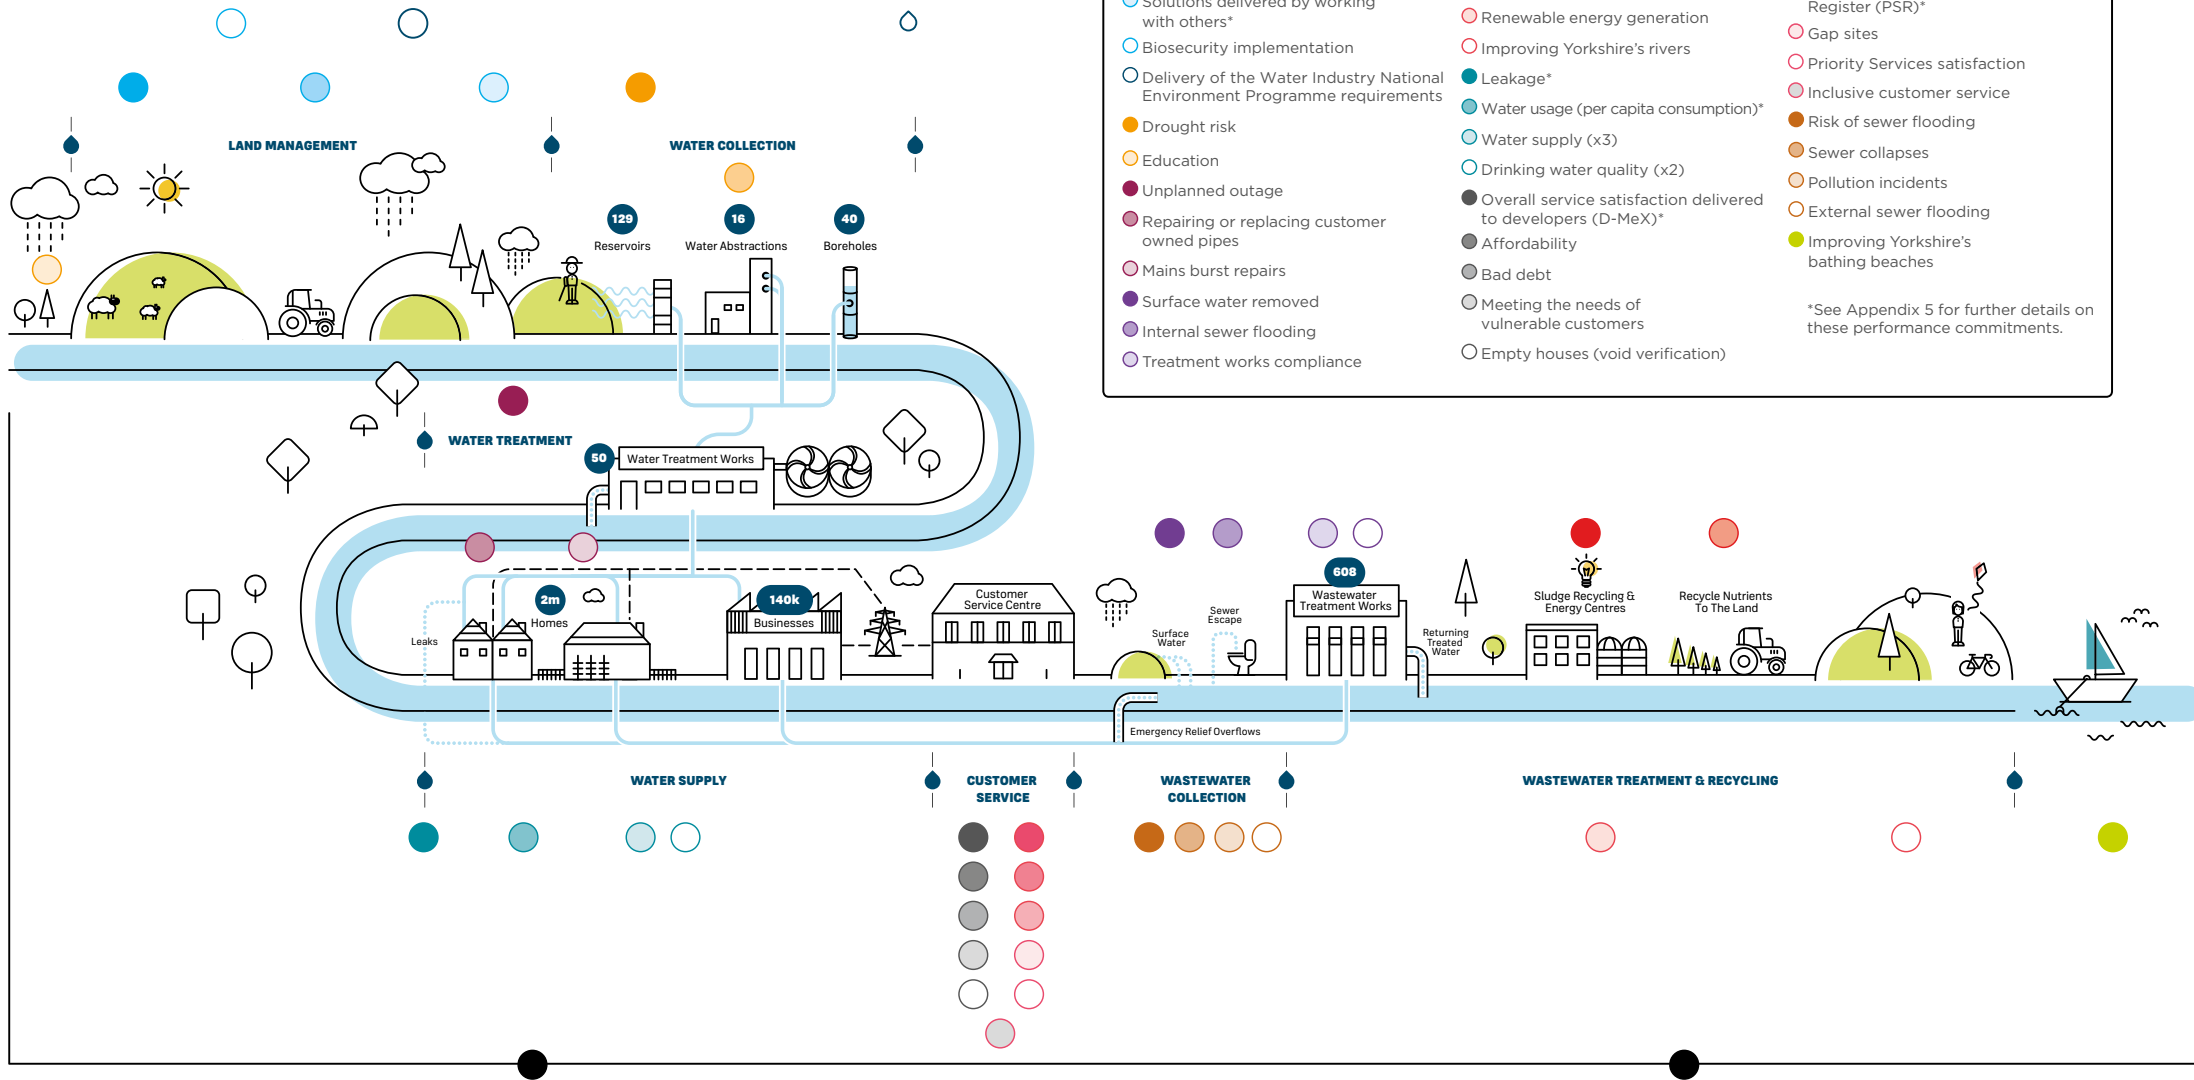 Solutions delivered by working
with others*
Biosecurity implementation
Delivery of the Water Industry National
Environment Programme requirements
Drought risk
Education
Unplanned outage
Repairing or replacing customer
owned pipes
Mains burst repairs
Surface water removed
Internal sewer flooding
Treatment works compliance
Renewable energy generation
Improving Yorkshire's rivers
Leakage*
Water usage (per capita consumption)*
Water supply (x3)
Drinking water quality (x2)
Overall service satisfaction delivered
to developers (D-MeX)*
Affordability
Bad debt
Meeting the needs of
vulnerable customers
Empty houses (void verification)
Register (PSR)*
Gap sites
Priority Services satisfaction
Inclusive customer service
Risk of sewer flooding
Sewer collapses
Pollution incidents
External sewer flooding
Improving Yorkshire's
bathing beaches
*See Appendix 5 for further details on
these performance commitments.
LAND MANAGEMENT
WATER COLLECTION
129
Reservoirs
16
Water Abstractions
40
Boreholes
WATER TREATMENT
50
Water Treatment Works
Leaks
2m
Homes
140k
Businesses
Customer
Service Centre
Surface
Water
Sewer
Escape
608
Wastewater
Treatment Works
Returning
Treated
Water
Sludge Recycling &
Energy Centres
Recycle Nutrients
To The Land
Emergency Relief Overflows
WATER SUPPLY
CUSTOMER
SERVICE
WASTEWATER
COLLECTION
WASTEWATER TREATMENT & RECYCLING